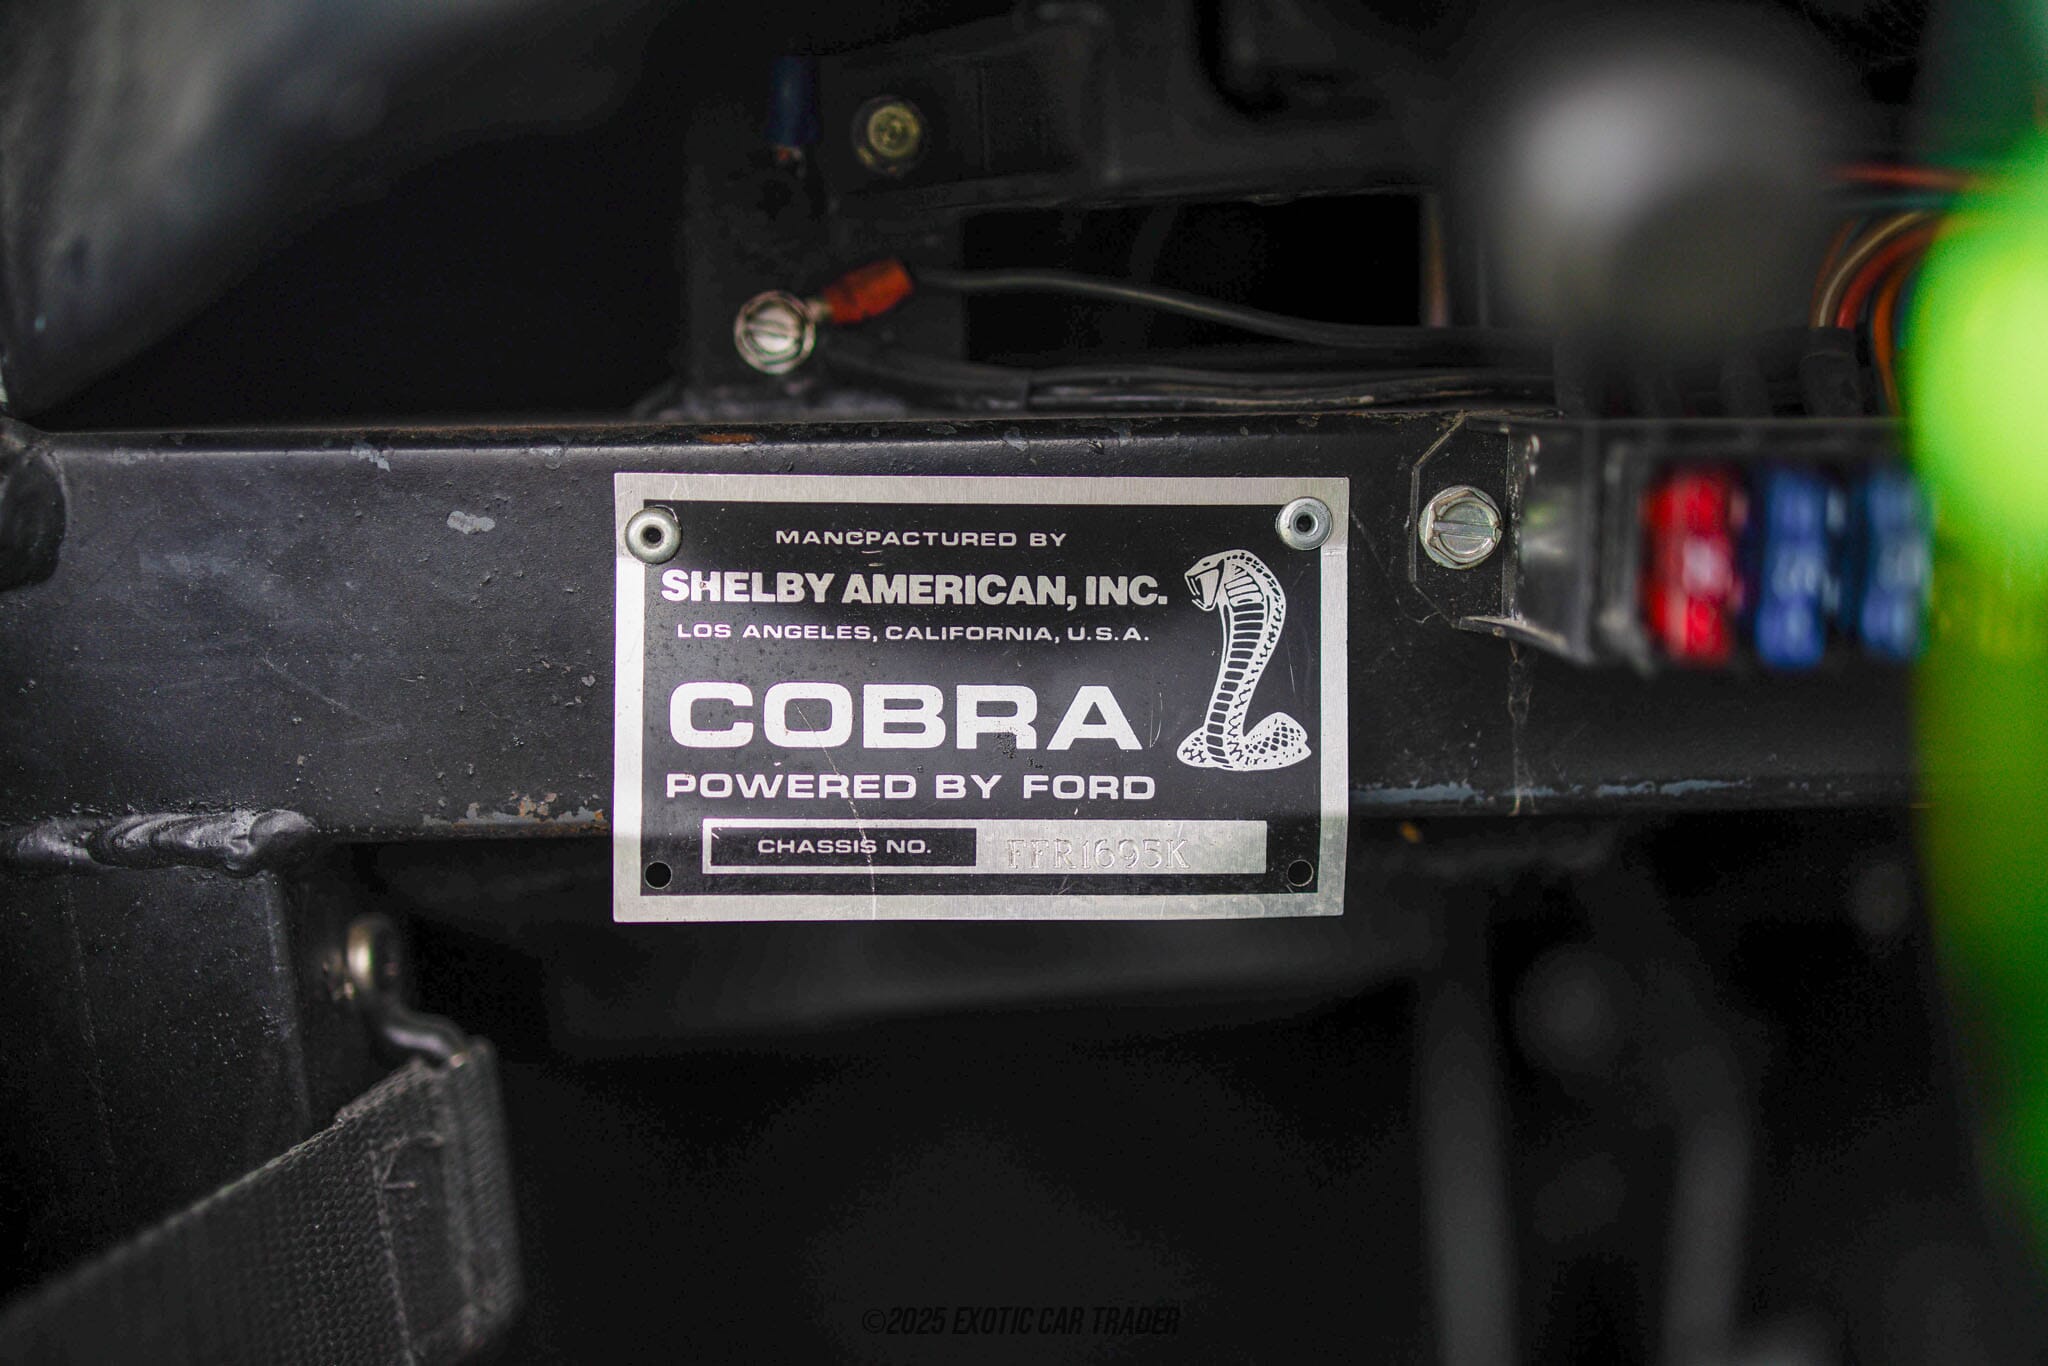 MANCPACTURED BY
SHELBY AMERICAN, INC.
LOS ANGELES, CALIFORNIA, U.S.A.
COBRA
POWERED BY FORD
CHASSIS NO. FFR1695K
©2025 EXOTIC CAR TRADER